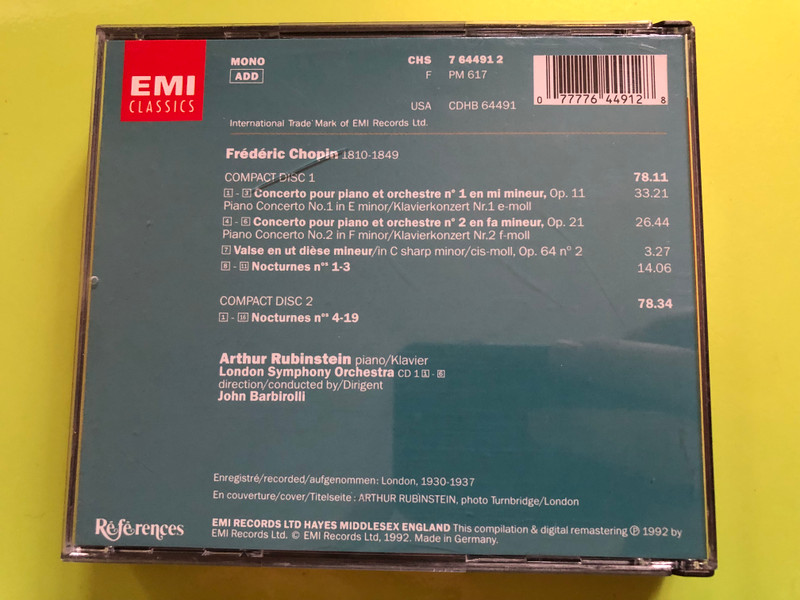 EMI
CLASSICS
MONO
ADD
CHS 7 64491 2
F PM 617
USA CDHB 64491
0 77776 44912 8
International Trade Mark of EMI Records Ltd.
Frédéric Chopin 1810-1849
COMPACT DISC 1 78.11
1 - 3 Concerto pour piano et orchestre n° 1 en mi mineur, Op. 11 33.21
Piano Concerto No.1 in E minor/Klavierkonzert Nr.1 e-moll
4 - 6 Concerto pour piano et orchestre n° 2 en fa mineur, Op. 21 26.44
Piano Concerto No.2 in F minor/Klavierkonzert Nr.2 f-moll
7 Valse en ut dièse mineur/in C sharp minor/cis-moll, Op. 64 n° 2 3.27
8 - 11 Nocturnes nos 1-3 14.06
COMPACT DISC 2 78.34
1 - 16 Nocturnes nos 4-19
Arthur Rubinstein piano/Klavier
London Symphony Orchestra CD 1 1 - 6
direction/conducted by/Dirigent
John Barbirolli
Enregistré/recorded/aufgenommen: London, 1930-1937
En couverture/cover/Titelseite: ARTHUR RUBINSTEIN, photo Turnbridge/London
Références
EMI RECORDS LTD HAYES MIDDLESEX ENGLAND This compilation & digital remastering ℗ 1992 by
EMI Records Ltd. © EMI Records Ltd, 1992. Made in Germany.